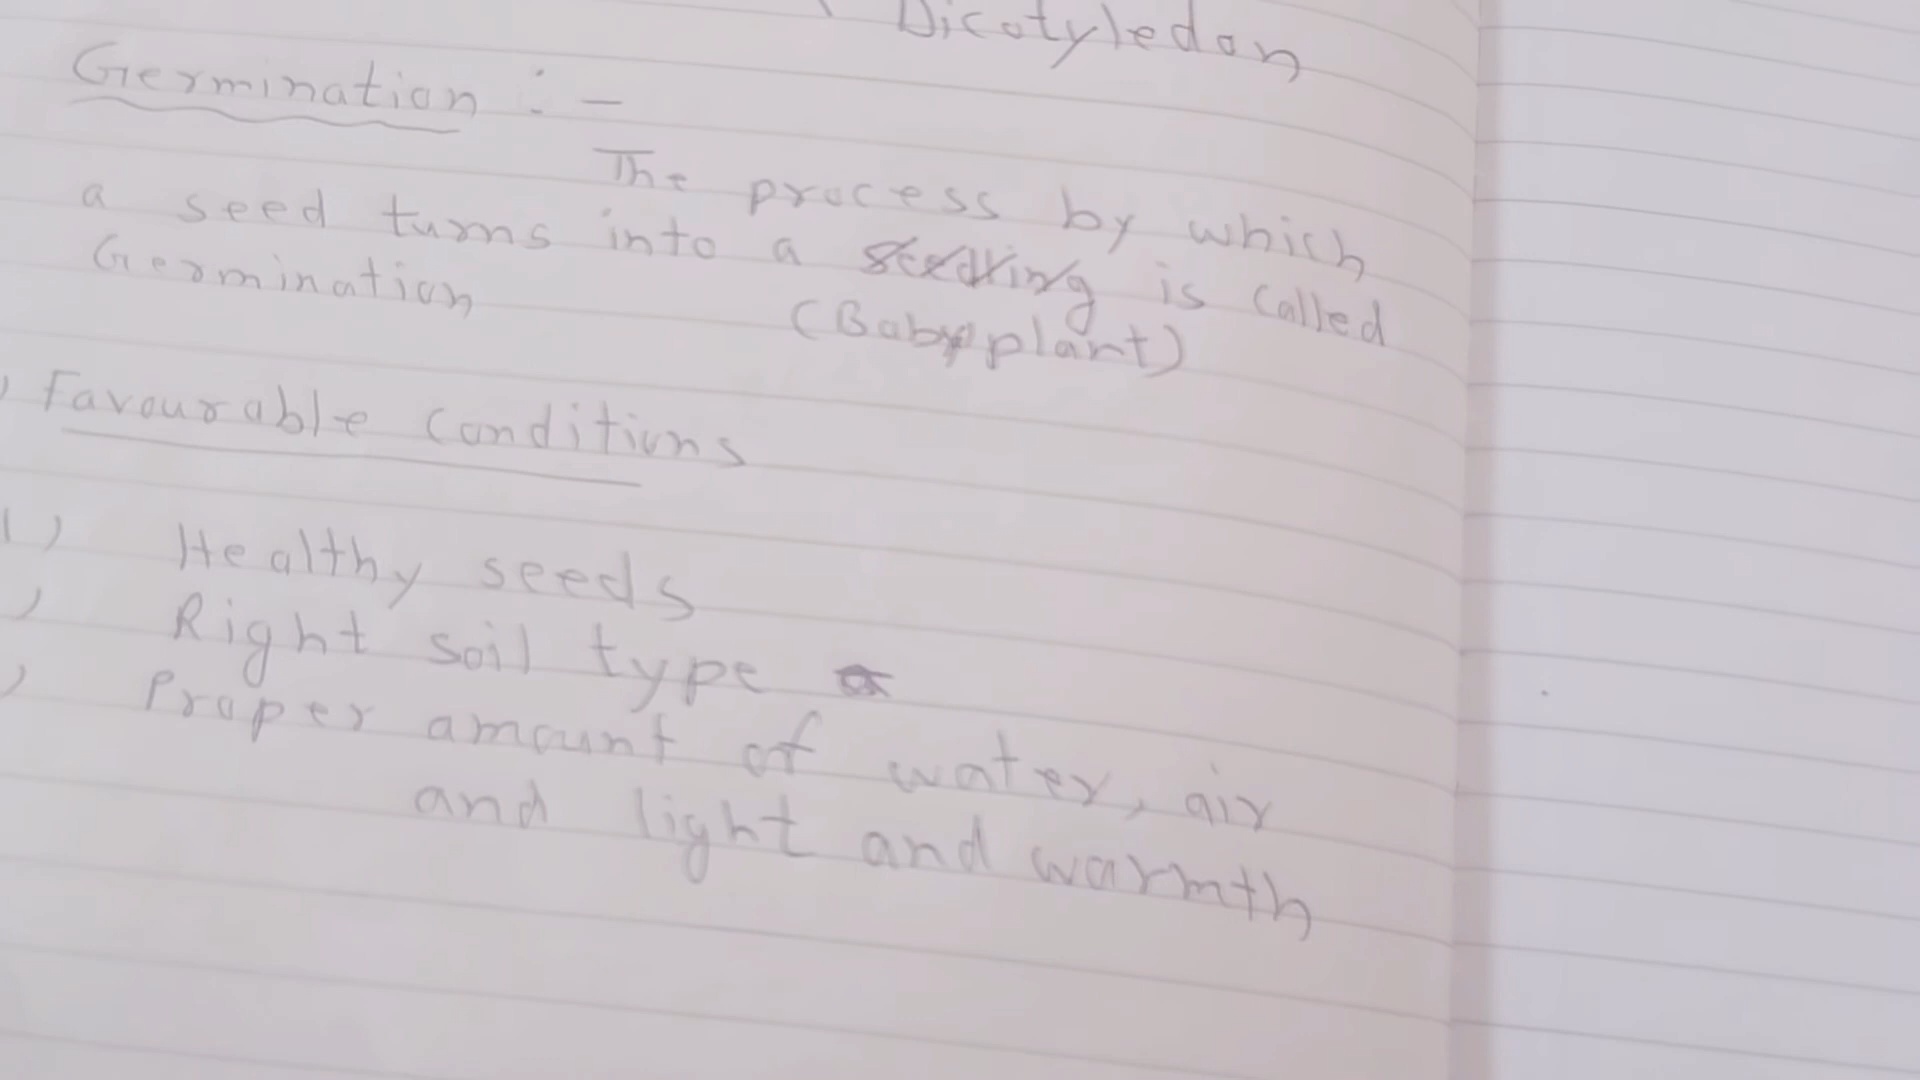 Dicotyledon
Germination :-
The process by which
a seed turns into a seedling is called
Germination (Baby plant)
Favourable conditions
1) Healthy seeds
) Right soil type
) Proper amount of water, air
and light and warmth